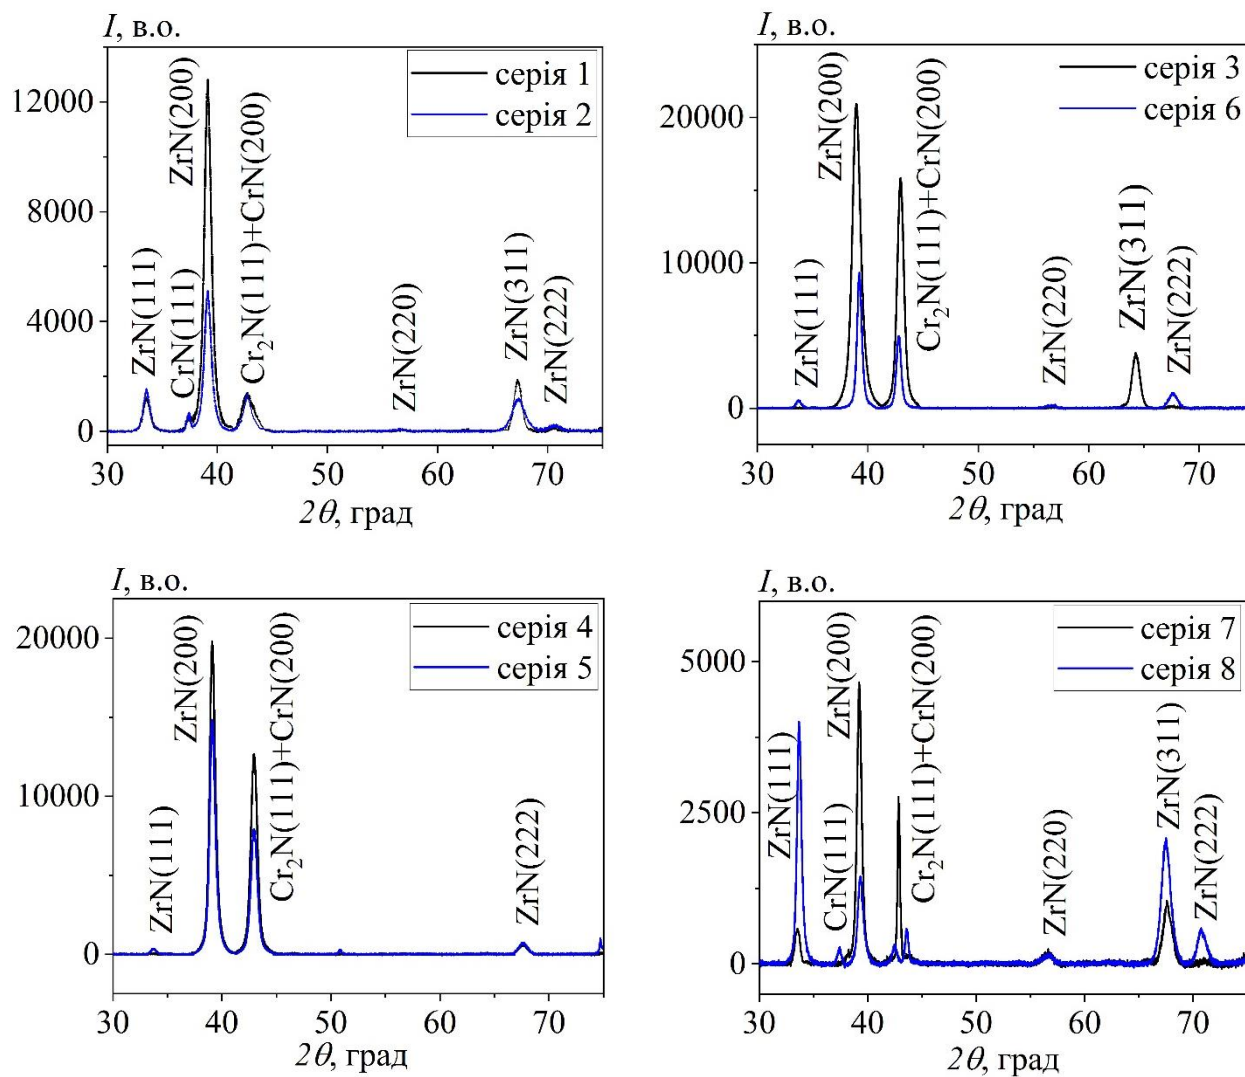 I, в.о.
серія 1
серія 2
12000
8000
4000
0
ZrN(111)
CrN(111)
ZrN(200)
Cr₂N(111)+CrN(200)
ZrN(220)
ZrN(311)
ZrN(222)
30 40 50 60 70
2θ, град
I, в.о.
серія 3
серія 6
20000
10000
0
ZrN(111)
ZrN(200)
Cr₂N(111)+CrN(200)
ZrN(220)
ZrN(311)
ZrN(222)
30 40 50 60 70
2θ, град
I, в.о.
серія 4
серія 5
20000
10000
0
ZrN(111)
ZrN(200)
Cr₂N(111)+CrN(200)
ZrN(222)
30 40 50 60 70
2θ, град
I, в.о.
серія 7
серія 8
5000
2500
0
ZrN(111)
CrN(111)
ZrN(200)
Cr₂N(111)+CrN(200)
ZrN(220)
ZrN(311)
ZrN(222)
30 40 50 60 70
2θ, град